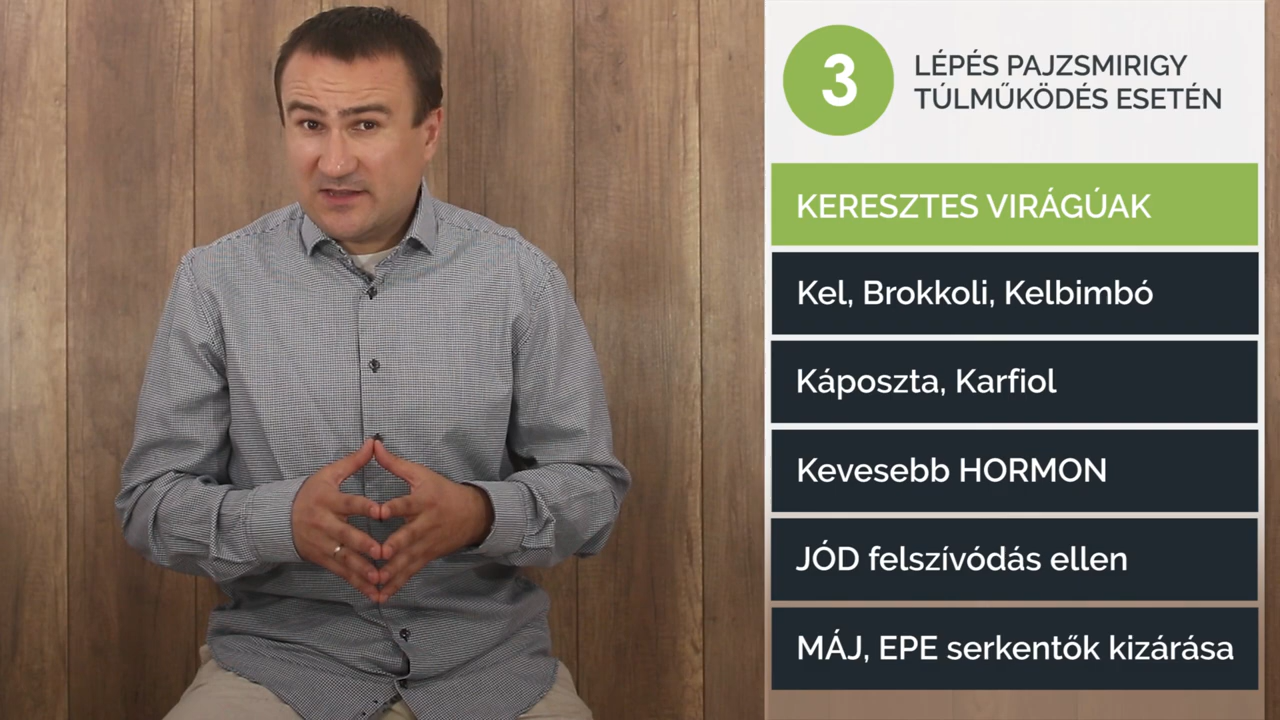 3
LÉPÉS PAJZSMIRIGY
TÚLMŰKÖDÉS ESETÉN
KERESZTES VIRÁGÚAK
Kel, Brokkoli, Kelbimbó
Káposzta, Karfiol
Kevesebb HORMON
JÓD felszívódás ellen
MÁJ, EPE serkentők kizárása